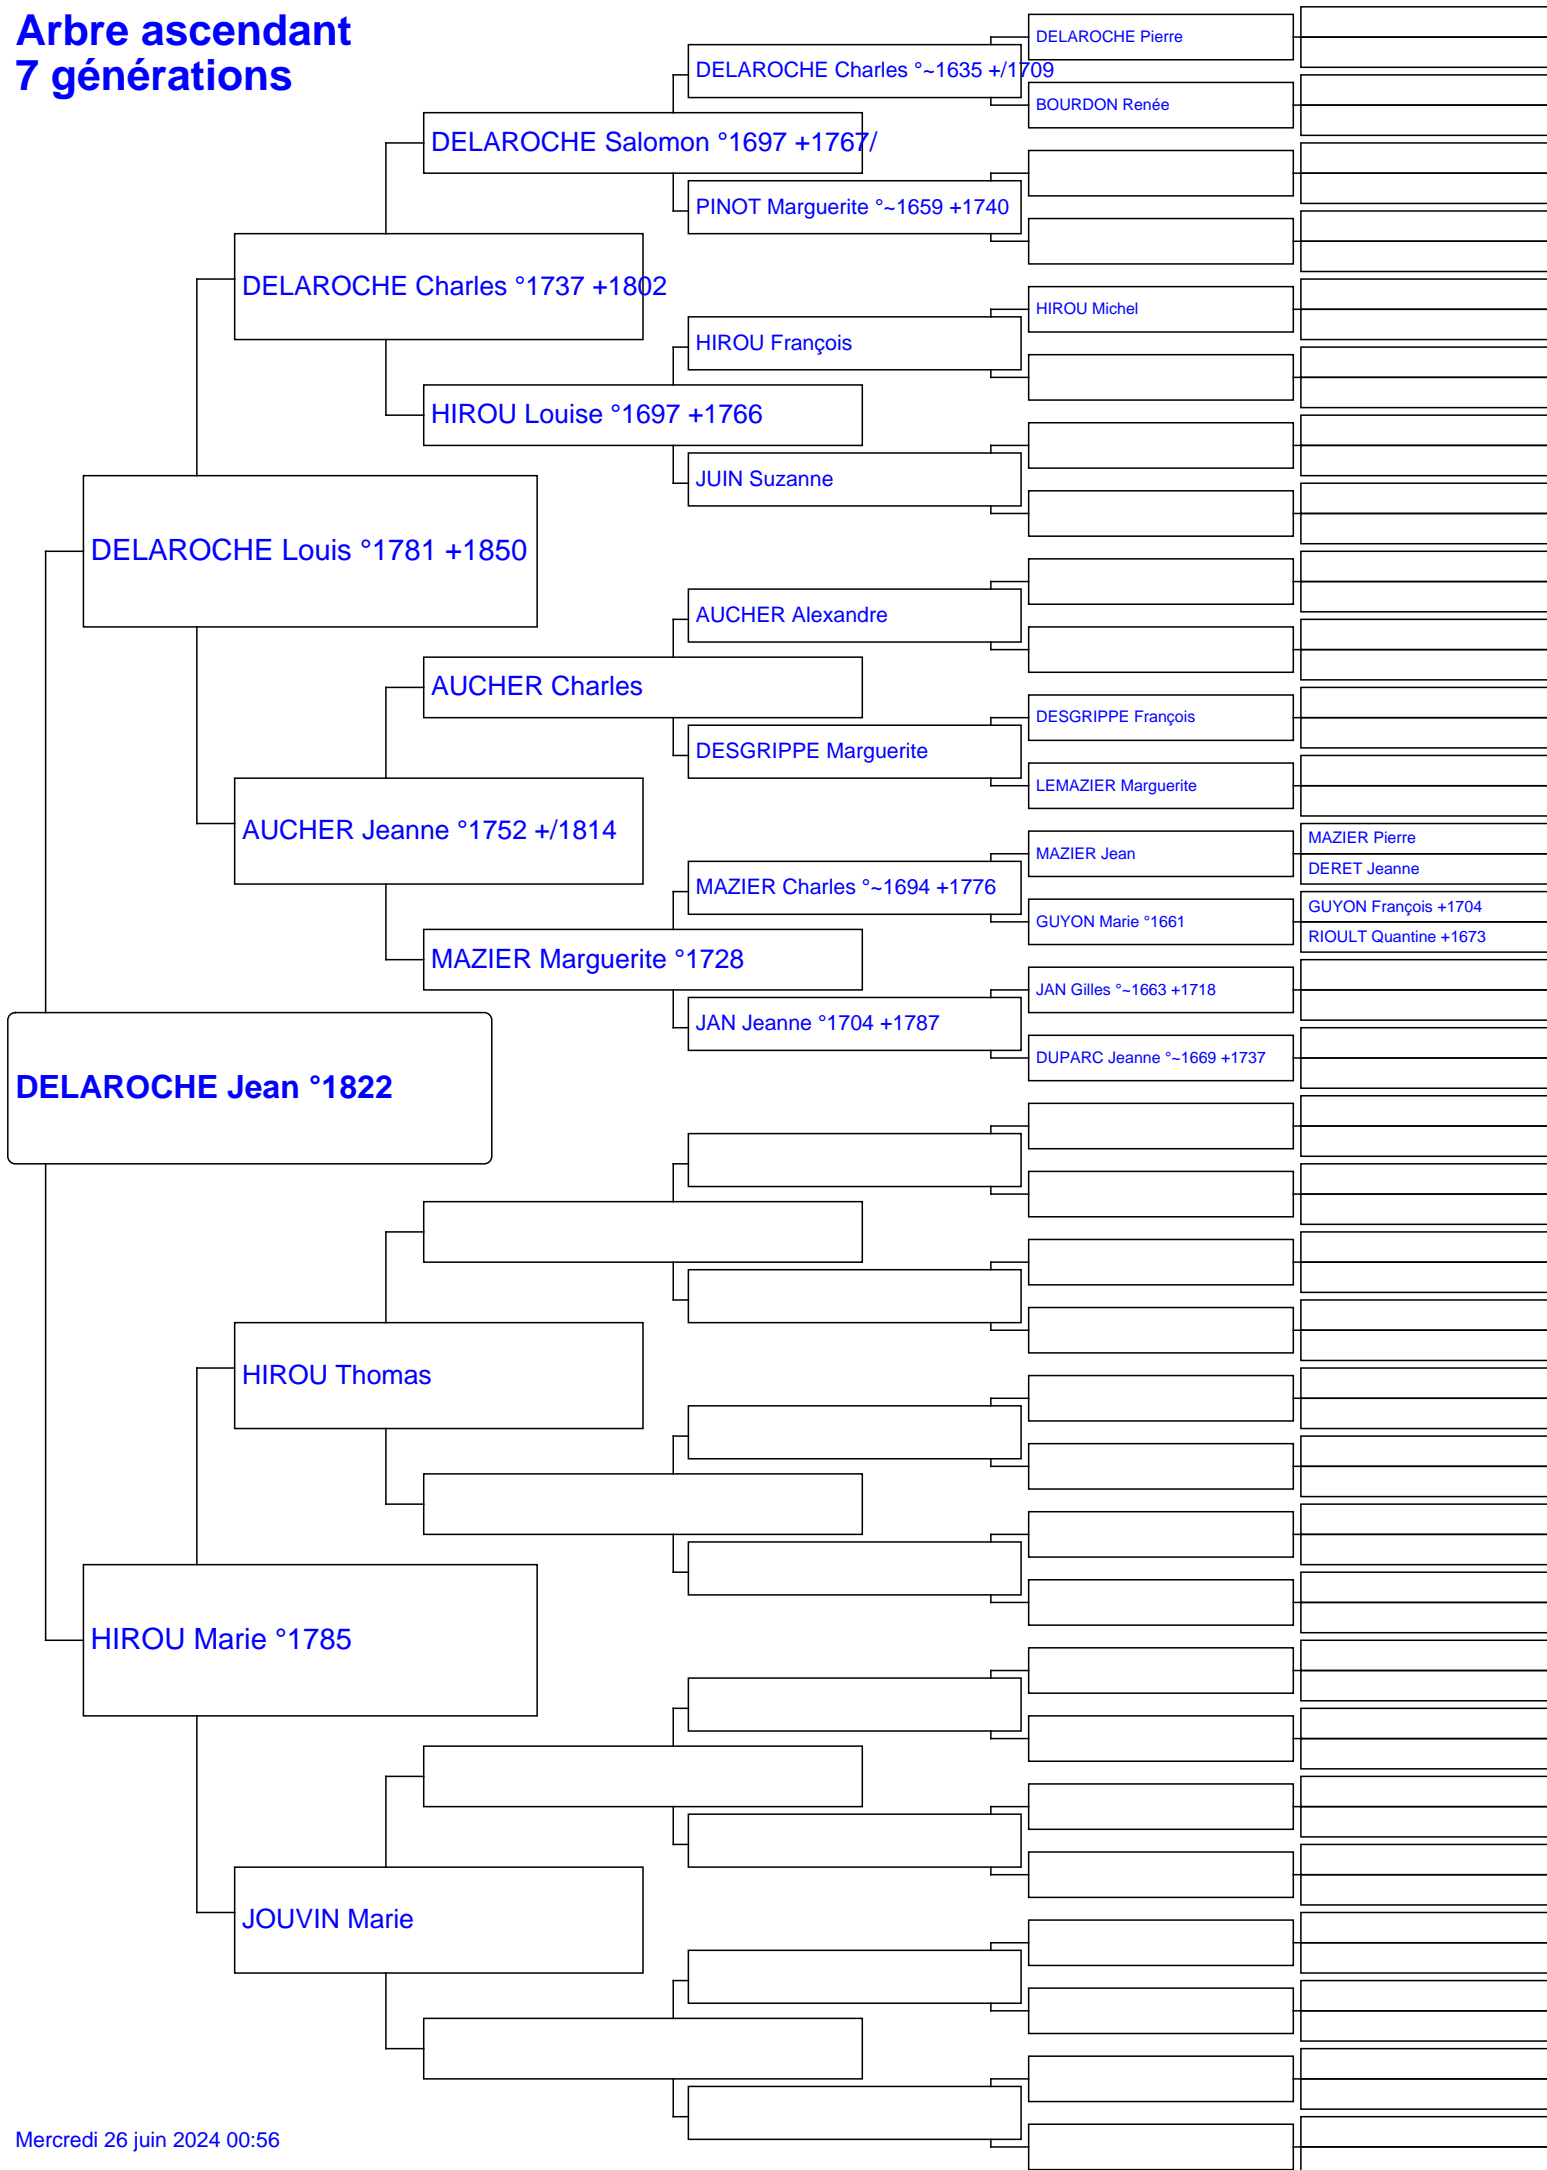 Arbre ascendant
7 générations
DELAROCHE Pierre
DELAROCHE Charles °~1635 +/1709
BOURDON Renée
DELAROCHE Salomon °1697 +1767/
PINOT Marguerite °~1659 +1740
DELAROCHE Charles °1737 +1802
HIROU Michel
HIROU François
HIROU Louise °1697 +1766
JUIN Suzanne
DELAROCHE Louis °1781 +1850
AUCHER Alexandre
AUCHER Charles
DESGRIPPE François
DESGRIPPE Marguerite
LEMAZIER Marguerite
AUCHER Jeanne °1752 +/1814
MAZIER Pierre
MAZIER Jean
DERET Jeanne
MAZIER Charles °~1694 +1776
GUYON François +1704
GUYON Marie °1661
RIOULT Quantine +1673
MAZIER Marguerite °1728
JAN Gilles °~1663 +1718
JAN Jeanne °1704 +1787
DUPARC Jeanne °~1669 +1737
DELAROCHE Jean °1822
HIROU Thomas
HIROU Marie °1785
JOUVIN Marie
Mercredi 26 juin 2024 00:56